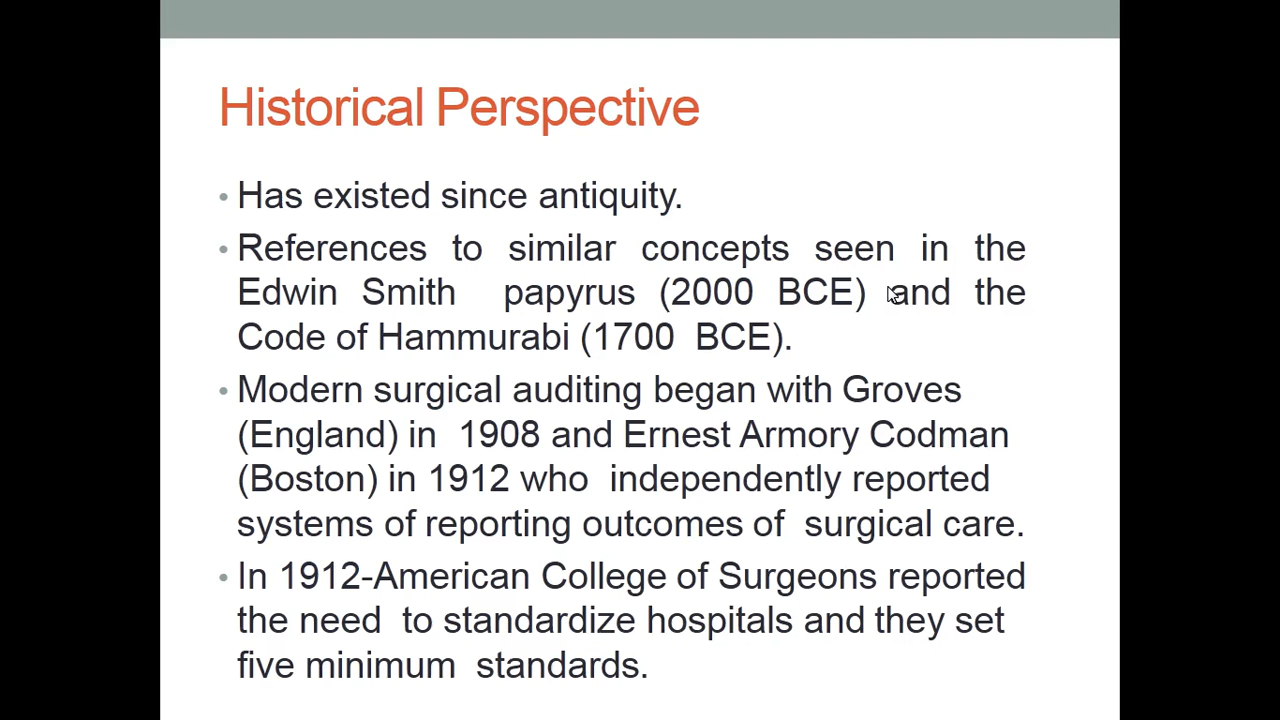 Historical Perspective
• Has existed since antiquity.
• References to similar concepts seen in the
Edwin Smith papyrus (2000 BCE) and the
Code of Hammurabi (1700 BCE).
• Modern surgical auditing began with Groves
(England) in 1908 and Ernest Armory Codman
(Boston) in 1912 who independently reported
systems of reporting outcomes of surgical care.
• In 1912-American College of Surgeons reported
the need to standardize hospitals and they set
five minimum standards.